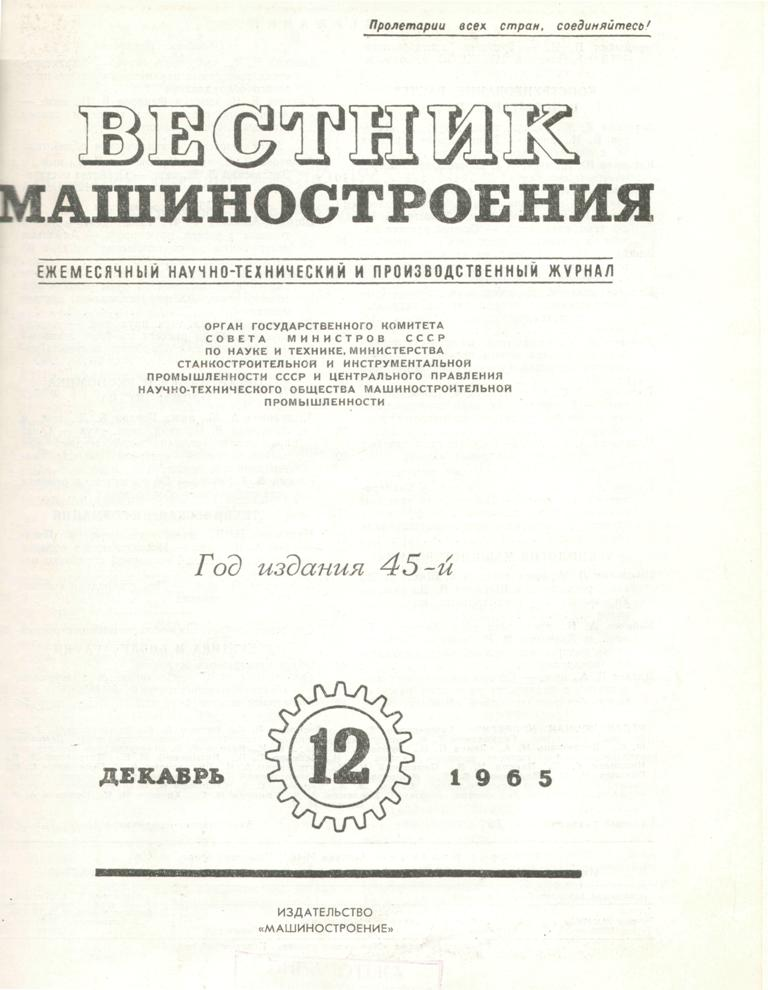 Пролетарии всех стран, соединяйтесь!
ВЕСТНИК
МАШИНОСТРОЕНИЯ
ЕЖЕМЕСЯЧНЫЙ НАУЧНО-ТЕХНИЧЕСКИЙ И ПРОИЗВОДСТВЕННЫЙ ЖУРНАЛ
ОРГАН ГОСУДАРСТВЕННОГО КОМИТЕТА
СОВЕТА МИНИСТРОВ СССР
ПО НАУКЕ И ТЕХНИКЕ, МИНИСТЕРСТВА
СТАНКОСТРОИТЕЛЬНОЙ И ИНСТРУМЕНТАЛЬНОЙ
ПРОМЫШЛЕННОСТИ СССР И ЦЕНТРАЛЬНОГО ПРАВЛЕНИЯ
НАУЧНО-ТЕХНИЧЕСКОГО ОБЩЕСТВА МАШИНОСТРОИТЕЛЬНОЙ
ПРОМЫШЛЕННОСТИ
Год издания 45-й
ДЕКАБРЬ 12 1965
ИЗДАТЕЛЬСТВО
«МАШИНОСТРОЕНИЕ»